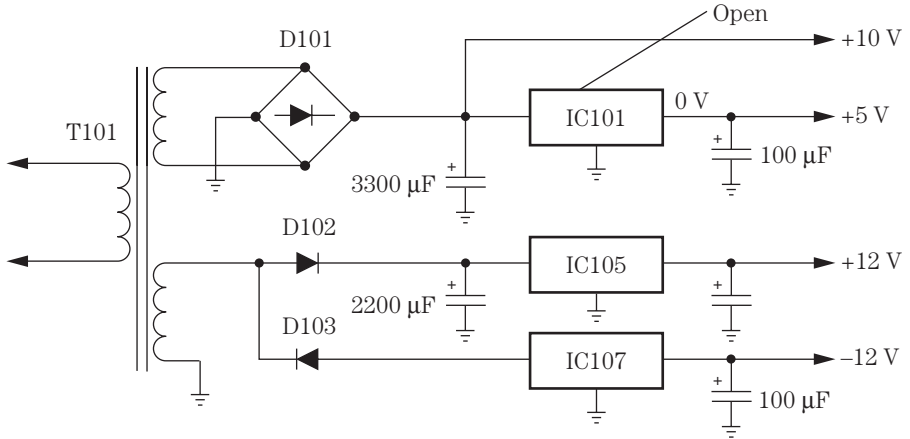 Open
D101
+10 V
IC101
0 V
+5 V
T101
+
3300 µF
+
100 µF
D102
IC105
+12 V
+
2200 µF
+
D103
IC107
–12 V
+
100 µF